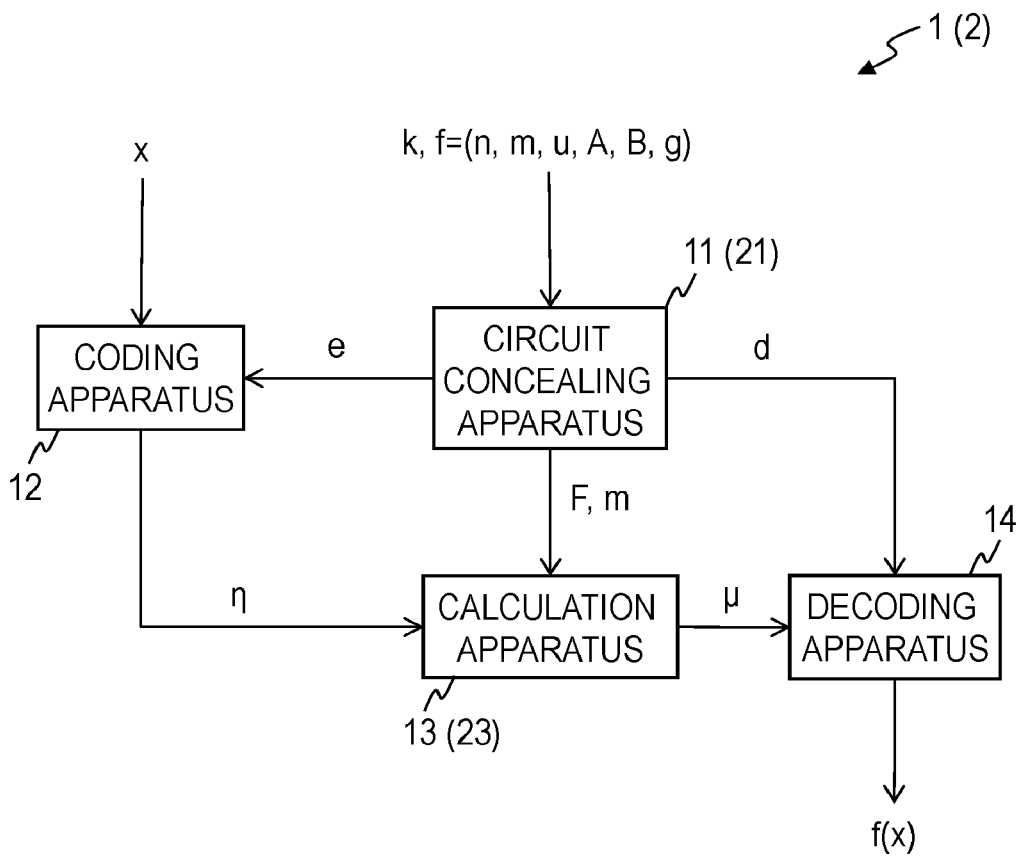 1 (2)
x
k, f=(n, m, u, A, B, g)
11 (21)
CODING
APPARATUS
12
e
CIRCUIT
CONCEALING
APPARATUS
d
F, m
η
CALCULATION
APPARATUS
13 (23)
μ
14
DECODING
APPARATUS
f(x)